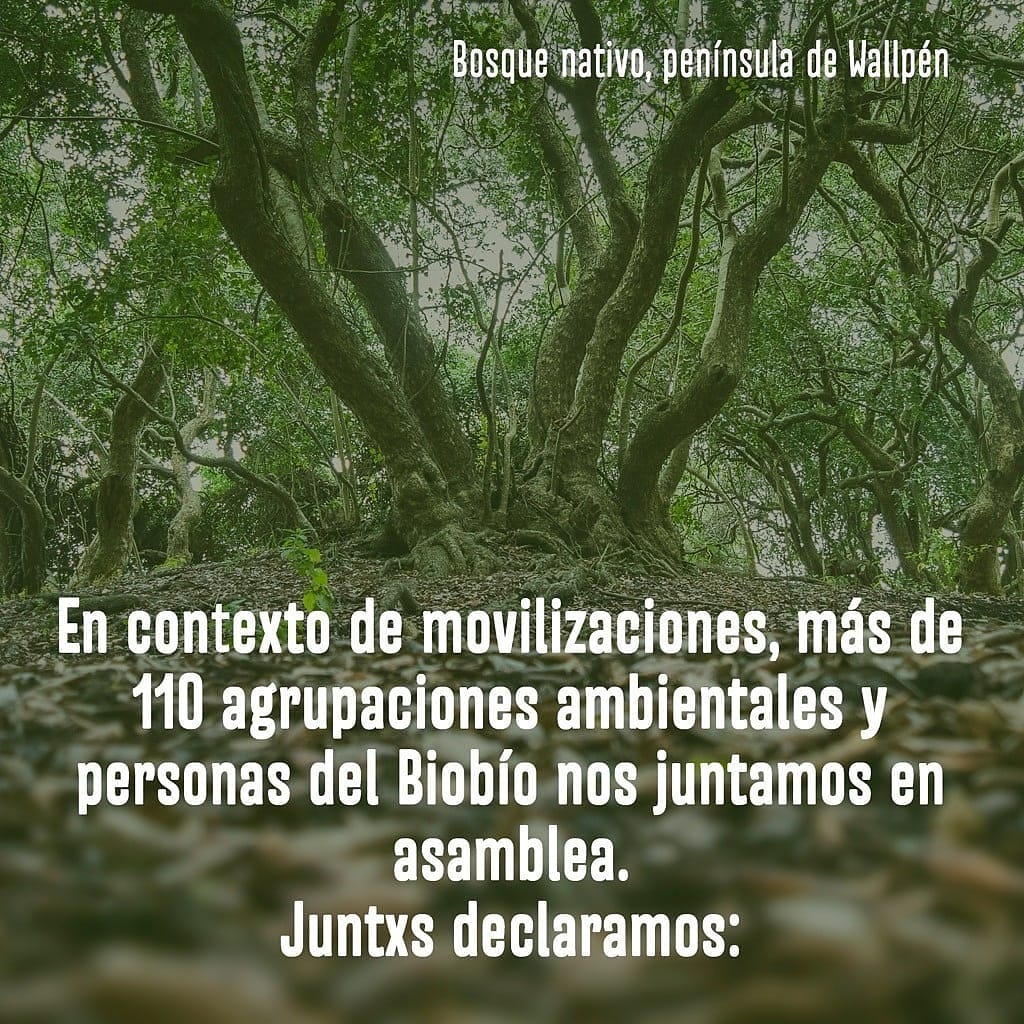 Bosque nativo, península de Wallpén
En contexto de movilizaciones, más de
110 agrupaciones ambientales y
personas del Biobío nos juntamos en
asamblea.
Juntxs declaramos: